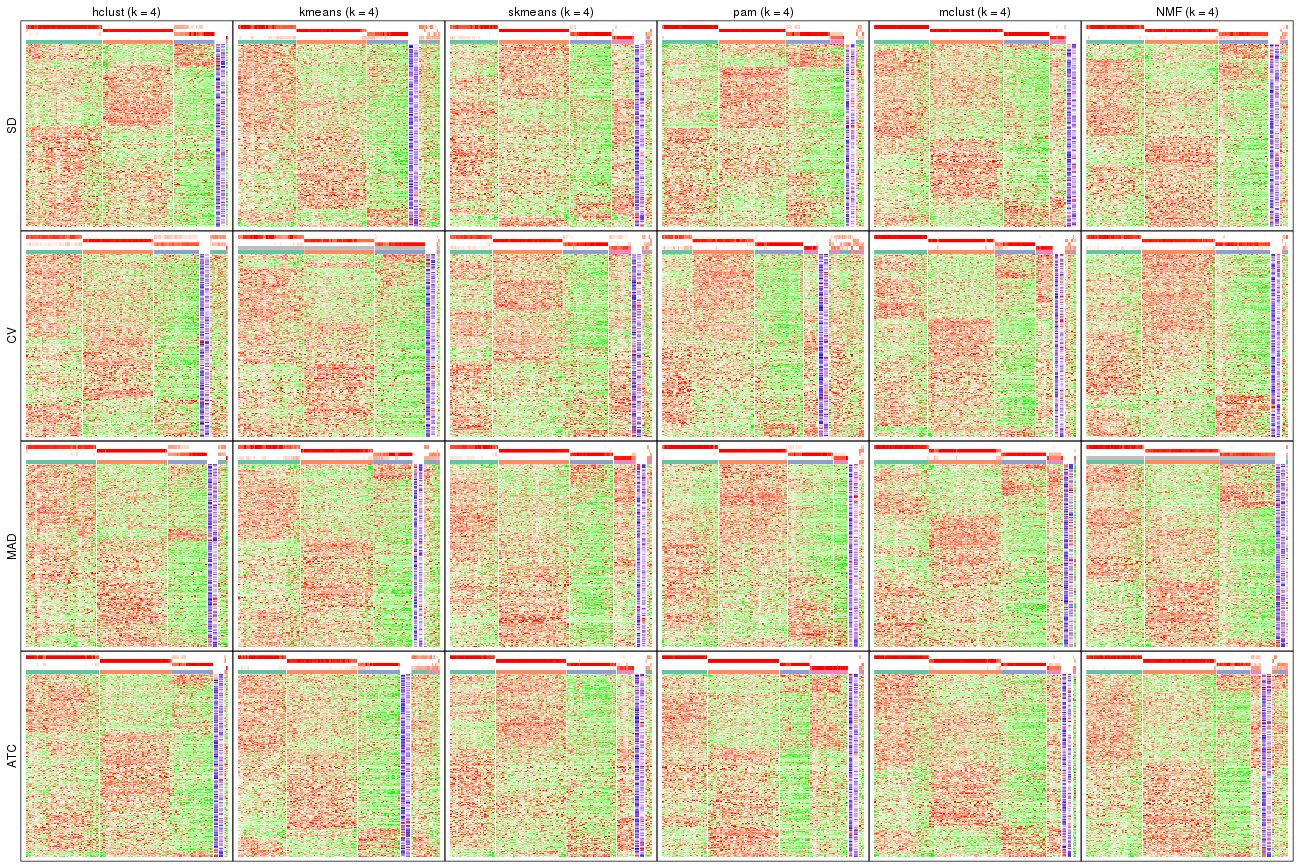 hclust (k = 4) kmeans (k = 4) skmeans (k = 4) pam (k = 4) mclust (k = 4) NMF (k = 4)
SD
CV
MAD
ATC